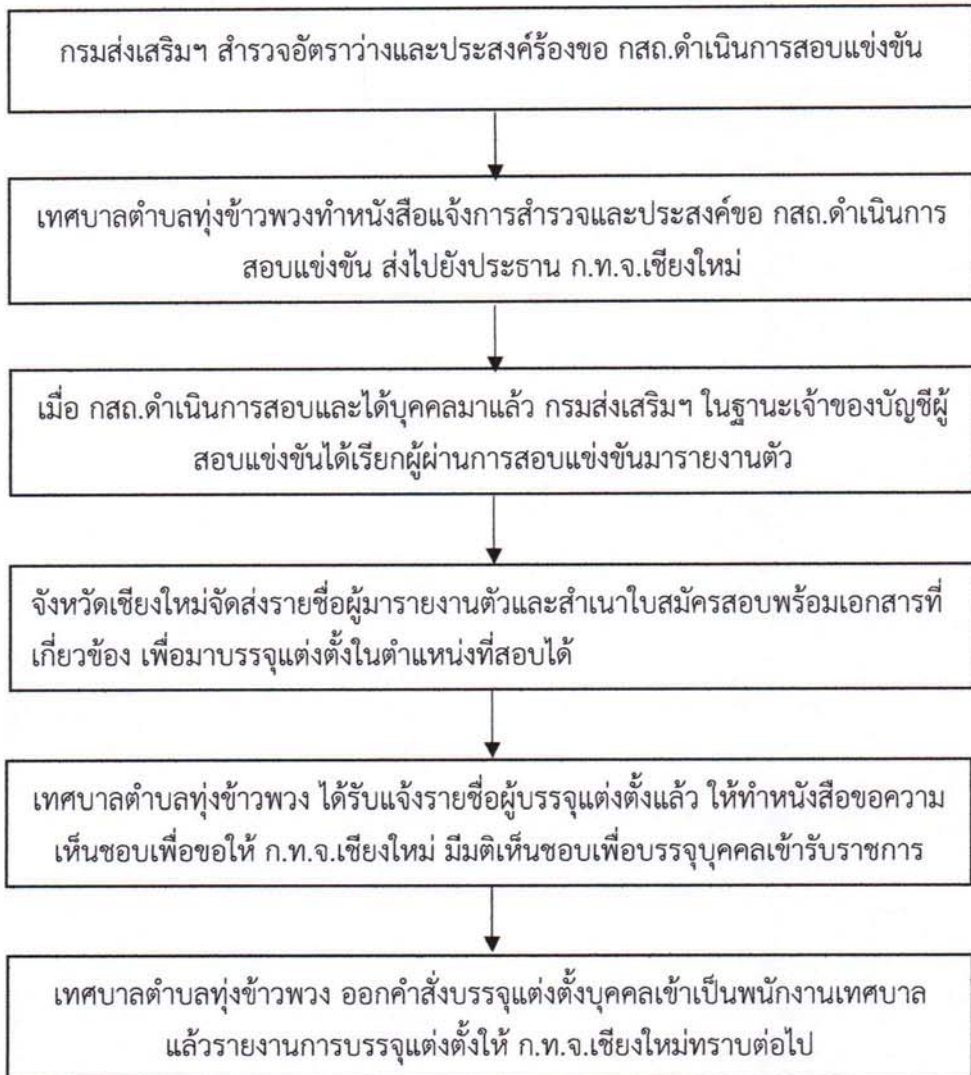 กรมส่งเสริมฯ สำรวจอัตราว่างและประสงค์ร้องขอ กสถ.ดำเนินการสอบแข่งขัน
เทศบาลตำบลทุ่งข้าวพวงทำหนังสือแจ้งการสำรวจและประสงค์ขอ กสถ.ดำเนินการ
สอบแข่งขัน ส่งไปยังประธาน ก.ท.จ.เชียงใหม่
เมื่อ กสถ.ดำเนินการสอบและได้บุคคลมาแล้ว กรมส่งเสริมฯ ในฐานะเจ้าของบัญชีผู้
สอบแข่งขันได้เรียกผู้ผ่านการสอบแข่งขันมารายงานตัว
จังหวัดเชียงใหม่จัดส่งรายชื่อผู้มารายงานตัวและสำเนาใบสมัครสอบพร้อมเอกสารที่
เกี่ยวข้อง เพื่อมาบรรจุแต่งตั้งในตำแหน่งที่สอบได้
เทศบาลตำบลทุ่งข้าวพวง ได้รับแจ้งรายชื่อผู้บรรจุแต่งตั้งแล้ว ให้ทำหนังสือขอความ
เห็นชอบเพื่อขอให้ ก.ท.จ.เชียงใหม่ มีมติเห็นชอบเพื่อบรรจุบุคคลเข้ารับราชการ
เทศบาลตำบลทุ่งข้าวพวง ออกคำสั่งบรรจุแต่งตั้งบุคคลเข้าเป็นพนักงานเทศบาล
แล้วรายงานการบรรจุแต่งตั้งให้ ก.ท.จ.เชียงใหม่ทราบต่อไป